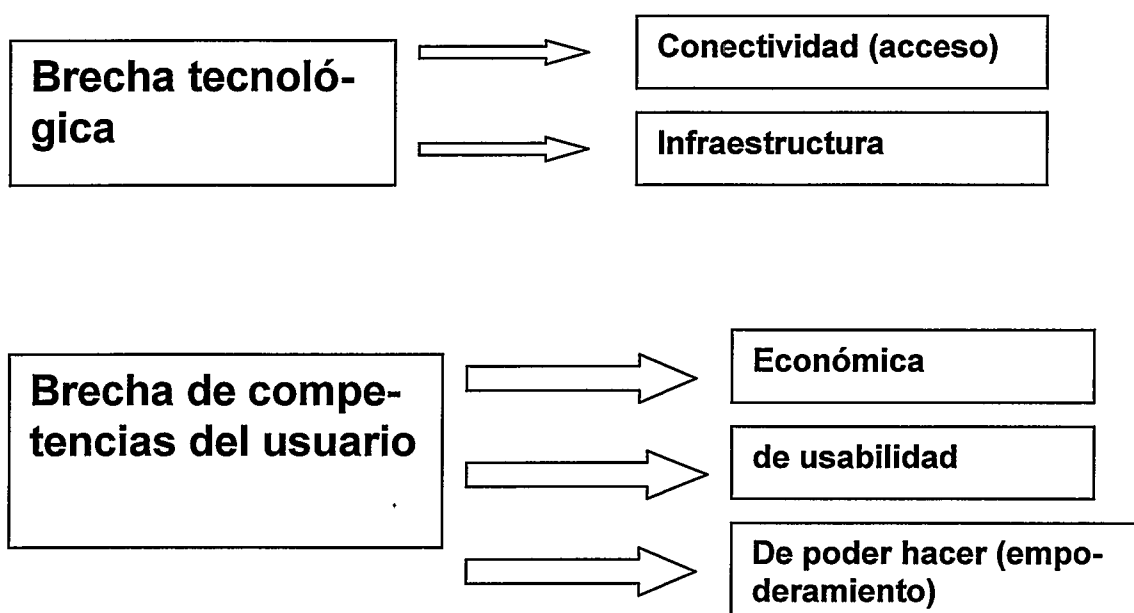 Brecha tecnoló-
gica
Conectividad (acceso)
Infraestructura
Brecha de compe-
tencias del usuario
Económica
de usabilidad
De poder hacer (empo-
deramiento)